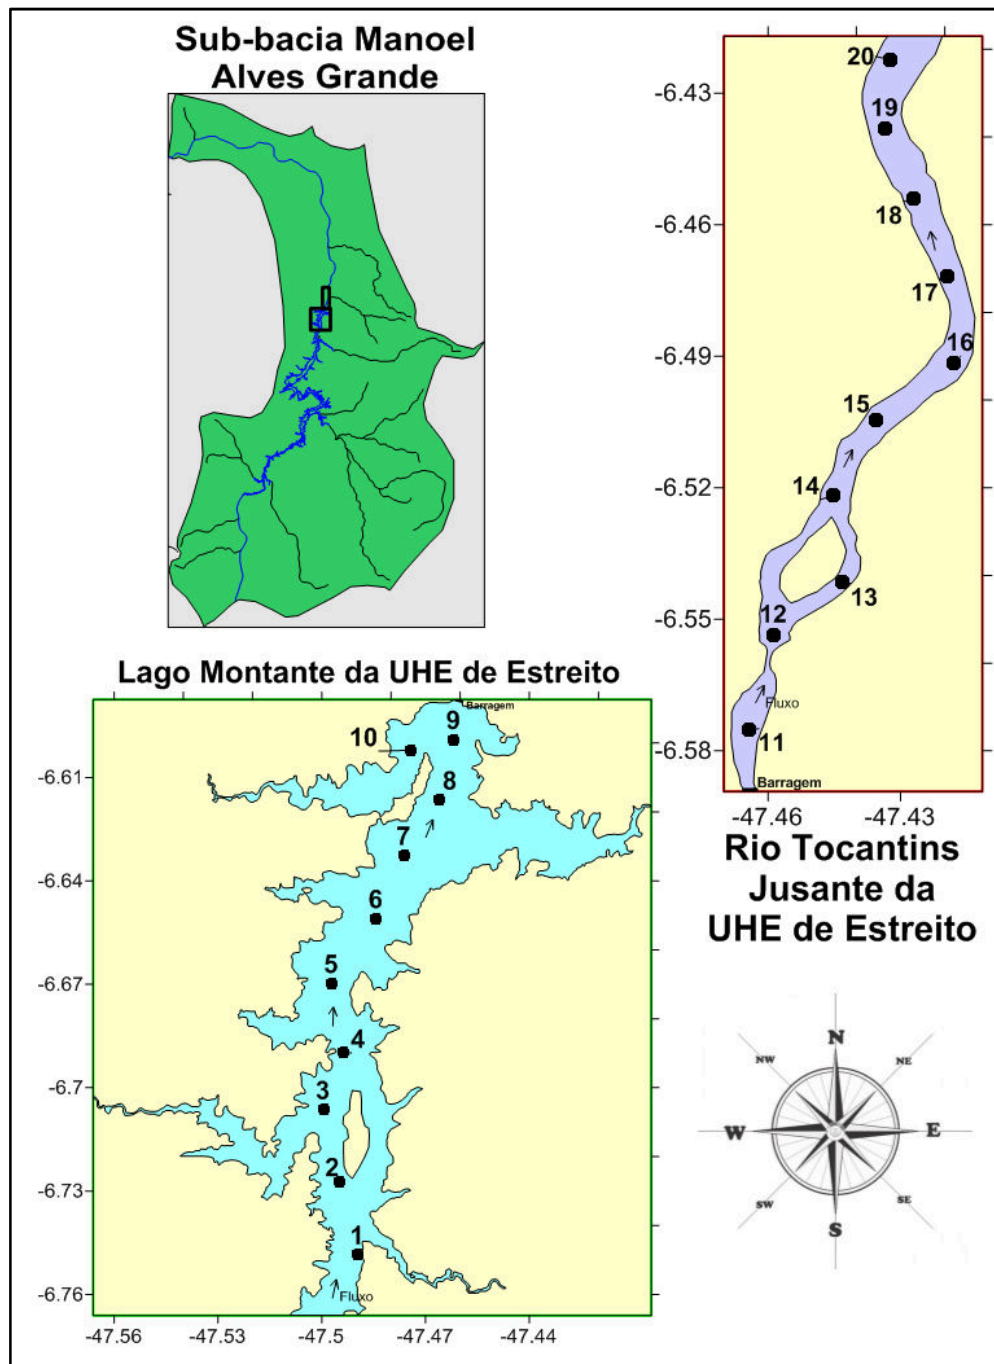 Sub-bacia Manoel
Alves Grande
20
-6.43
19
18
-6.46
17
16
-6.49
15
14
-6.52
13
12
-6.55
Fluxo
11
-6.58
Barragem
-47.46
-47.43
Rio Tocantins
Jusante da
UHE de Estreito
Lago Montante da UHE de Estreito
Barragem
9
10
-6.61
8
7
-6.64
6
5
-6.67
4
-6.7
3
2
-6.73
1
-6.76
Fluxo
-47.56
-47.53
-47.5
-47.47
-47.44
N
NW
NE
W
E
SW
SE
S